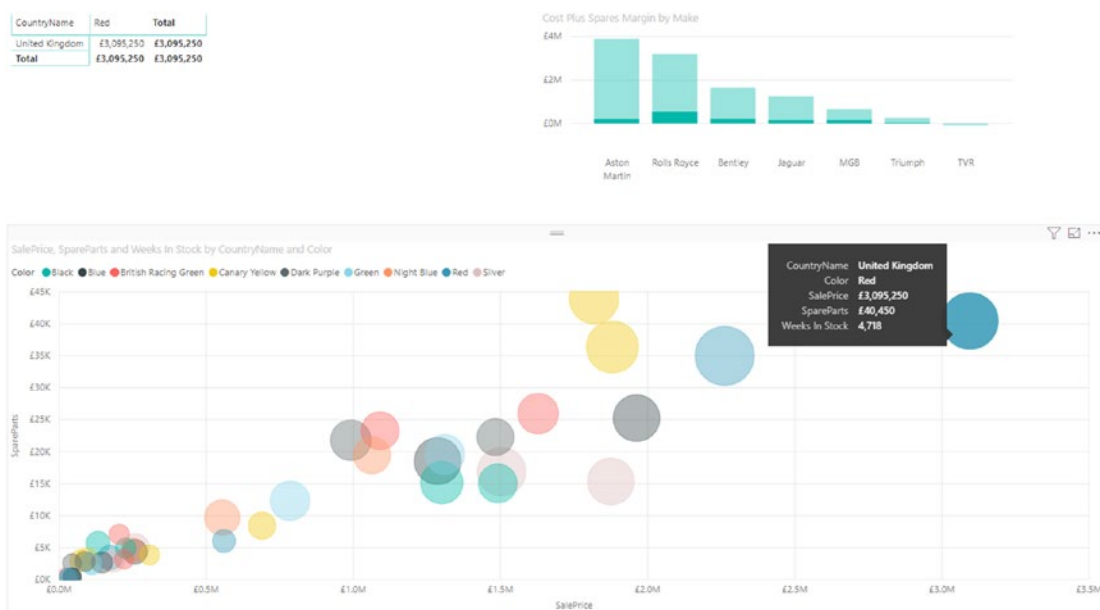 CountryName Red Total
United Kingdom £3,095,250 £3,095,250
Total £3,095,250 £3,095,250
Cost Plus Spares Margin by Make
£4M
£2M
£0M
Aston Martin Rolls Royce Bentley Jaguar MGB Triumph TVR
SalePrice, SpareParts and Weeks In Stock by CountryName and Color
Color Black Blue British Racing Green Canary Yellow Dark Purple Green Night Blue Red Silver
CountryName United Kingdom
Color Red
SalePrice £3,095,250
SpareParts £40,450
Weeks In Stock 4,718
£45K
£40K
£35K
£30K
£25K
£20K
£15K
£10K
£5K
£0K
SpareParts
£0.0M £0.5M £1.0M £1.5M £2.0M £2.5M £3.0M £3.5M
SalePrice